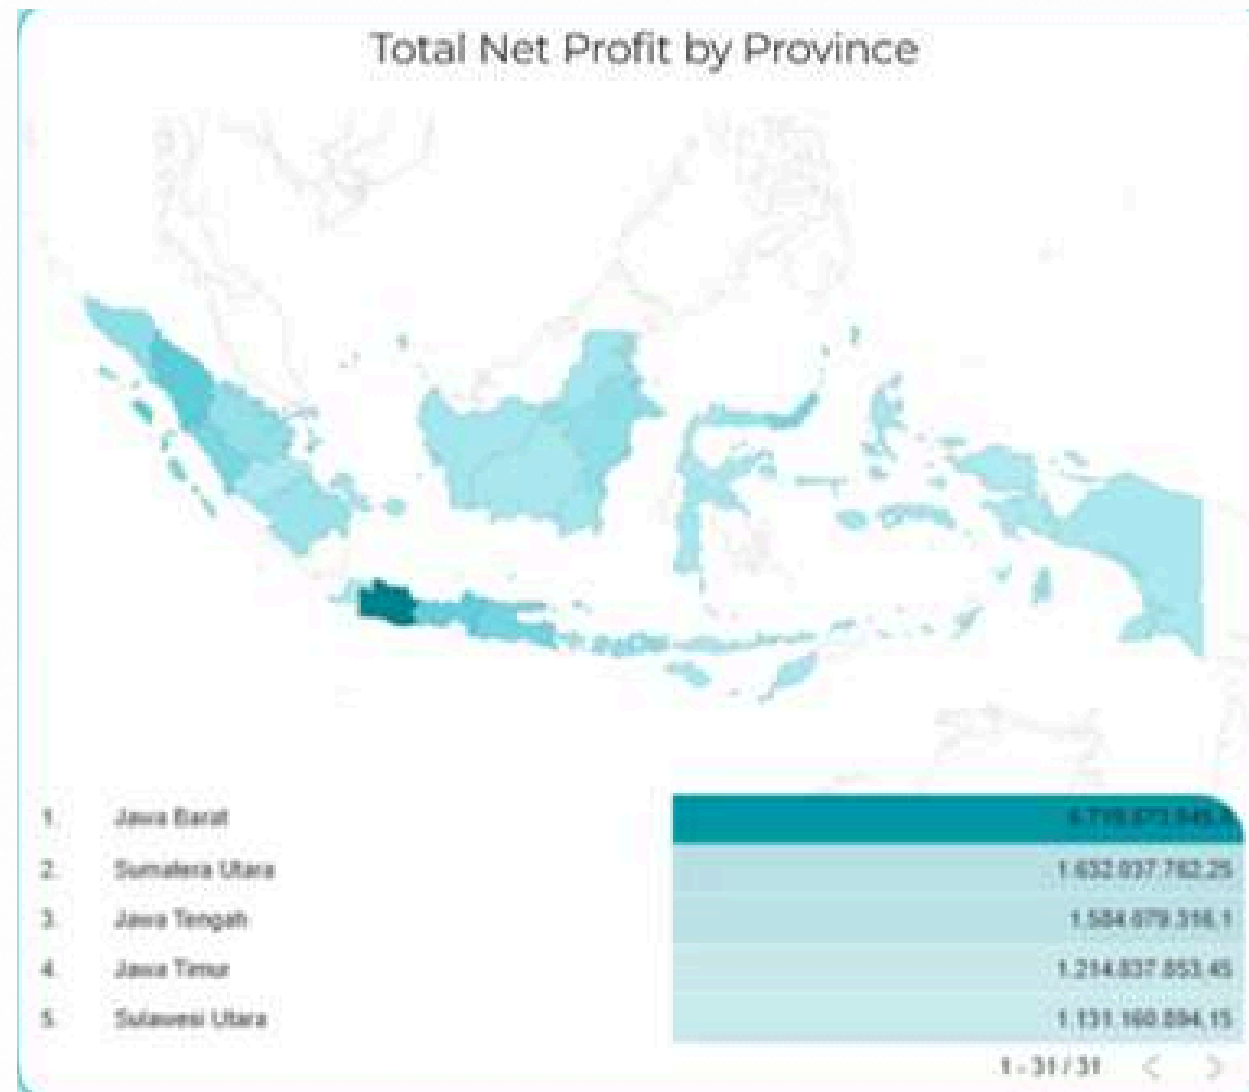 Total Net Profit by Province
1. Jawa Barat
2. Sumatera Utara 1.632.037.782,25
3. Jawa Tengah 1.584.079.316,1
4. Jawa Timur 1.214.837.853,45
5. Sulawesi Utara 1.131.160.894,15
1 - 31 / 31 < >